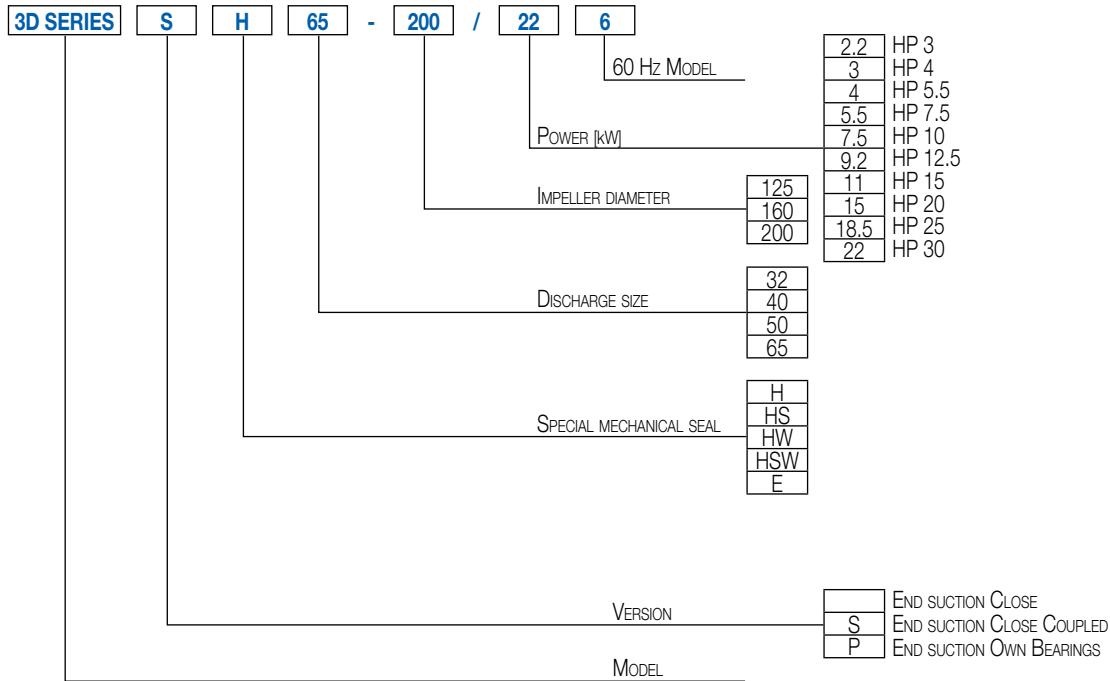 3D SERIES S H 65 - 200 / 22 6
60 Hz Model
2.2 HP 3
3 HP 4
4 HP 5.5
5.5 HP 7.5
Power [kW]
7.5 HP 10
9.2 HP 12.5
11 HP 15
15 HP 20
18.5 HP 25
22 HP 30
Impeller diameter
125
160
200
Discharge size
32
40
50
65
Special mechanical seal
H
HS
HW
HSW
E
Version
End suction Close
S End suction Close Coupled
P End suction Own Bearings
Model